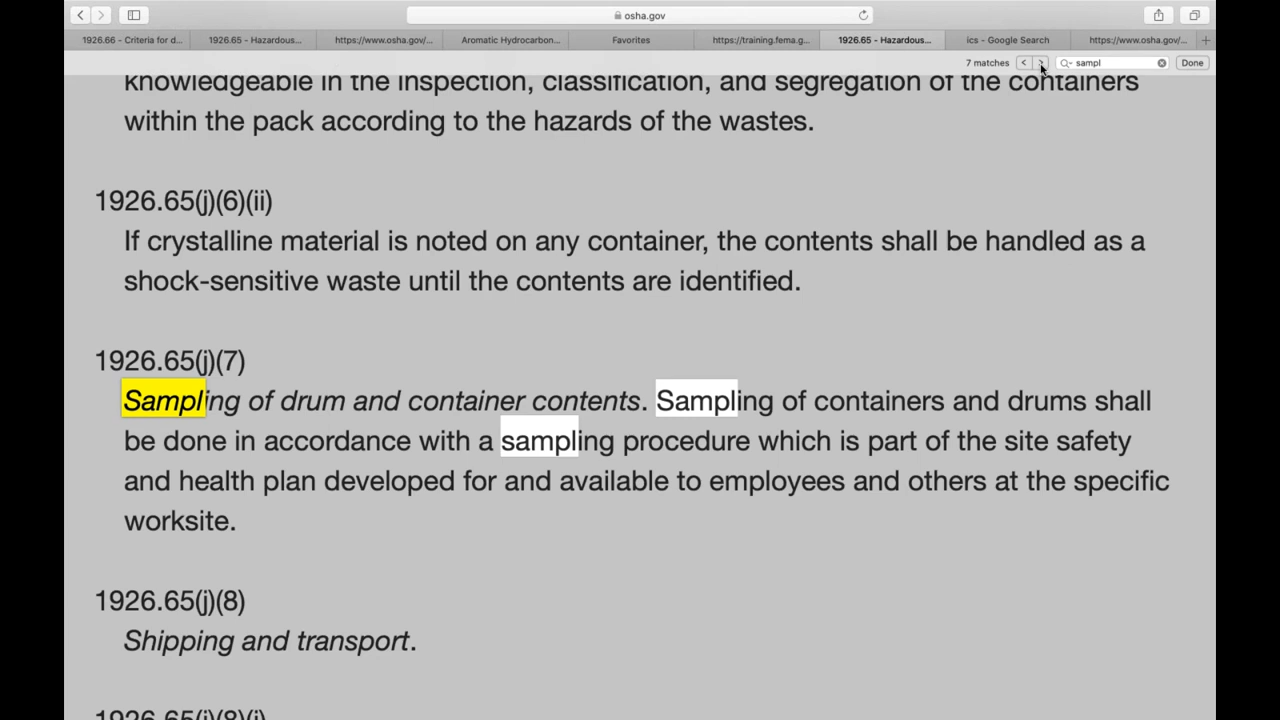 osha.gov
1926.66 - Criteria for d...
1926.65 - Hazardous...
https://www.osha.gov/...
Aromatic Hydrocarbon...
Favorites
https://training.fema.g...
1926.65 - Hazardous...
ics - Google Search
https://www.osha.gov/...
7 matches
sampl
Done
knowledgeable in the inspection, classification, and segregation of the containers
within the pack according to the hazards of the wastes.
1926.65(j)(6)(ii)
If crystalline material is noted on any container, the contents shall be handled as a
shock-sensitive waste until the contents are identified.
1926.65(j)(7)
Sampling of drum and container contents. Sampling of containers and drums shall
be done in accordance with a sampling procedure which is part of the site safety
and health plan developed for and available to employees and others at the specific
worksite.
1926.65(j)(8)
Shipping and transport.
1926.65(j)(8)(i)